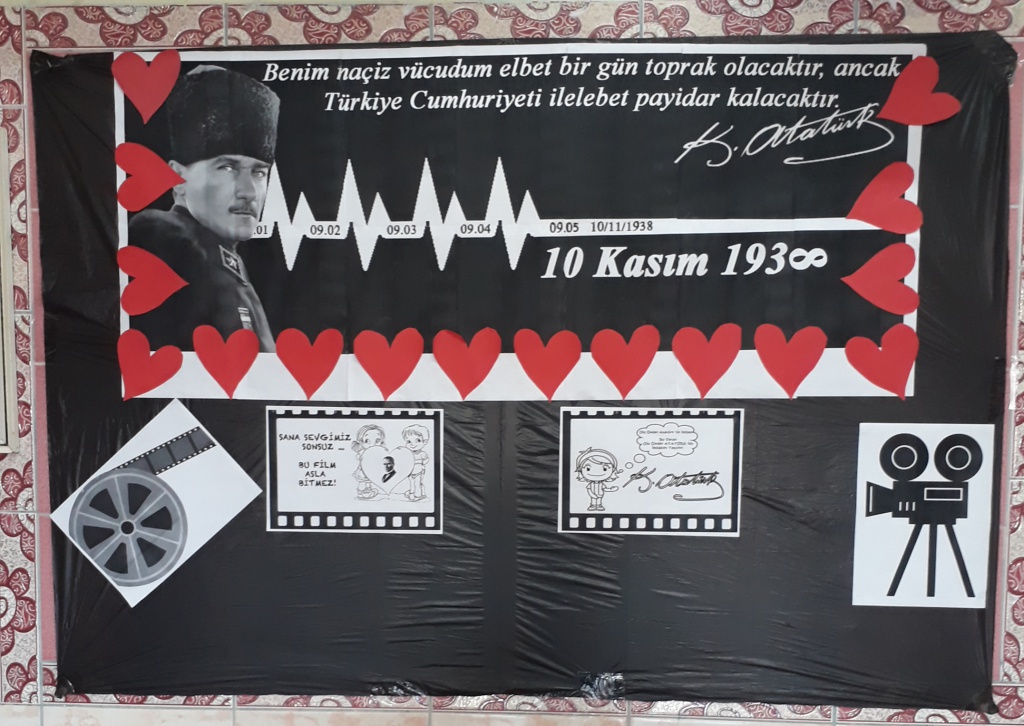 Benim naçiz vücudum elbet bir gün toprak olacaktır, ancak
Türkiye Cumhuriyeti ilelebet payidar kalacaktır.
K. Atatürk
.01 09.02 09.03 09.04 09.05 10/11/1938
10 Kasım 193∞
SANA SEVGİMİZ
SONSUZ ...
BU FİLM
ASLA
BİTMEZ!
K. Atatürk